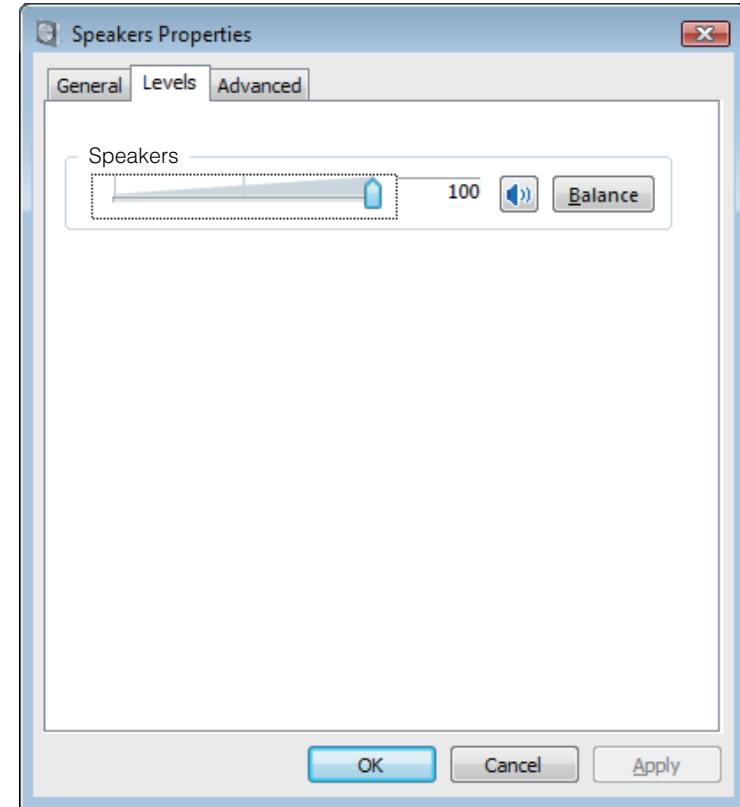 Speakers Properties
General Levels Advanced
Speakers
100 Balance
OK Cancel Apply